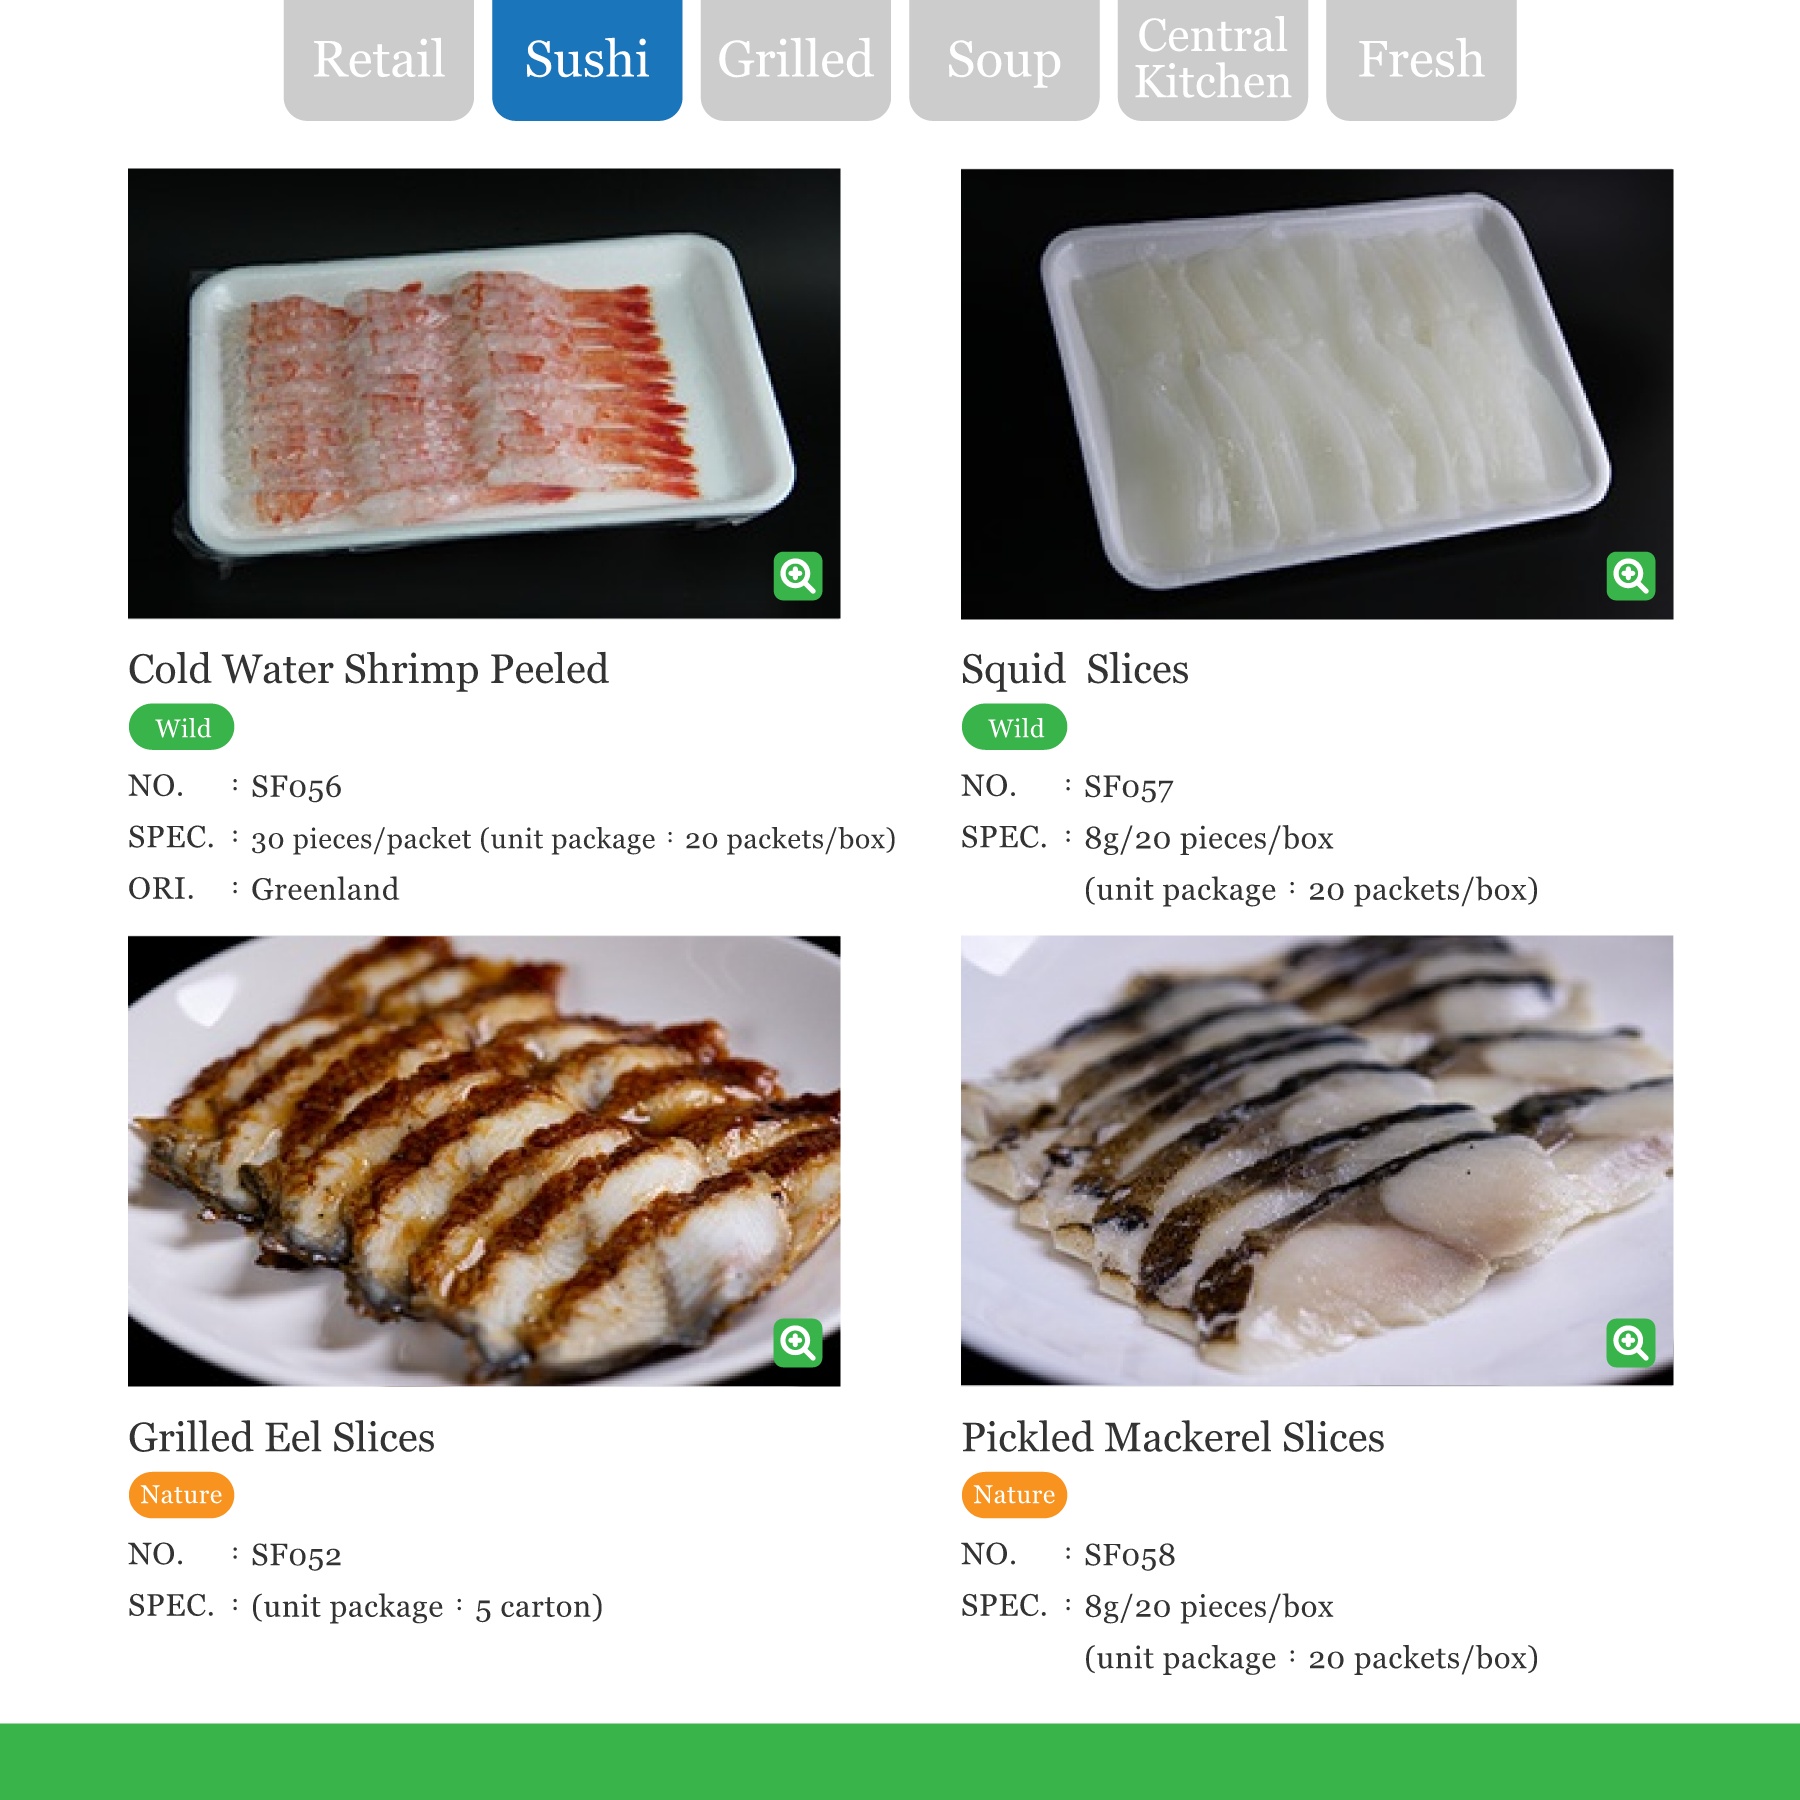 Retail
Sushi
Grilled
Soup
Central
Kitchen
Fresh
Cold Water Shrimp Peeled
Wild
NO. : SF056
SPEC. : 30 pieces/packet (unit package : 20 packets/box)
ORI. : Greenland
Squid  Slices
Wild
NO. : SF057
SPEC. : 8g/20 pieces/box
(unit package : 20 packets/box)
Grilled Eel Slices
Nature
NO. : SF052
SPEC. : (unit package : 5 carton)
Pickled Mackerel Slices
Nature
NO. : SF058
SPEC. : 8g/20 pieces/box
(unit package : 20 packets/box)